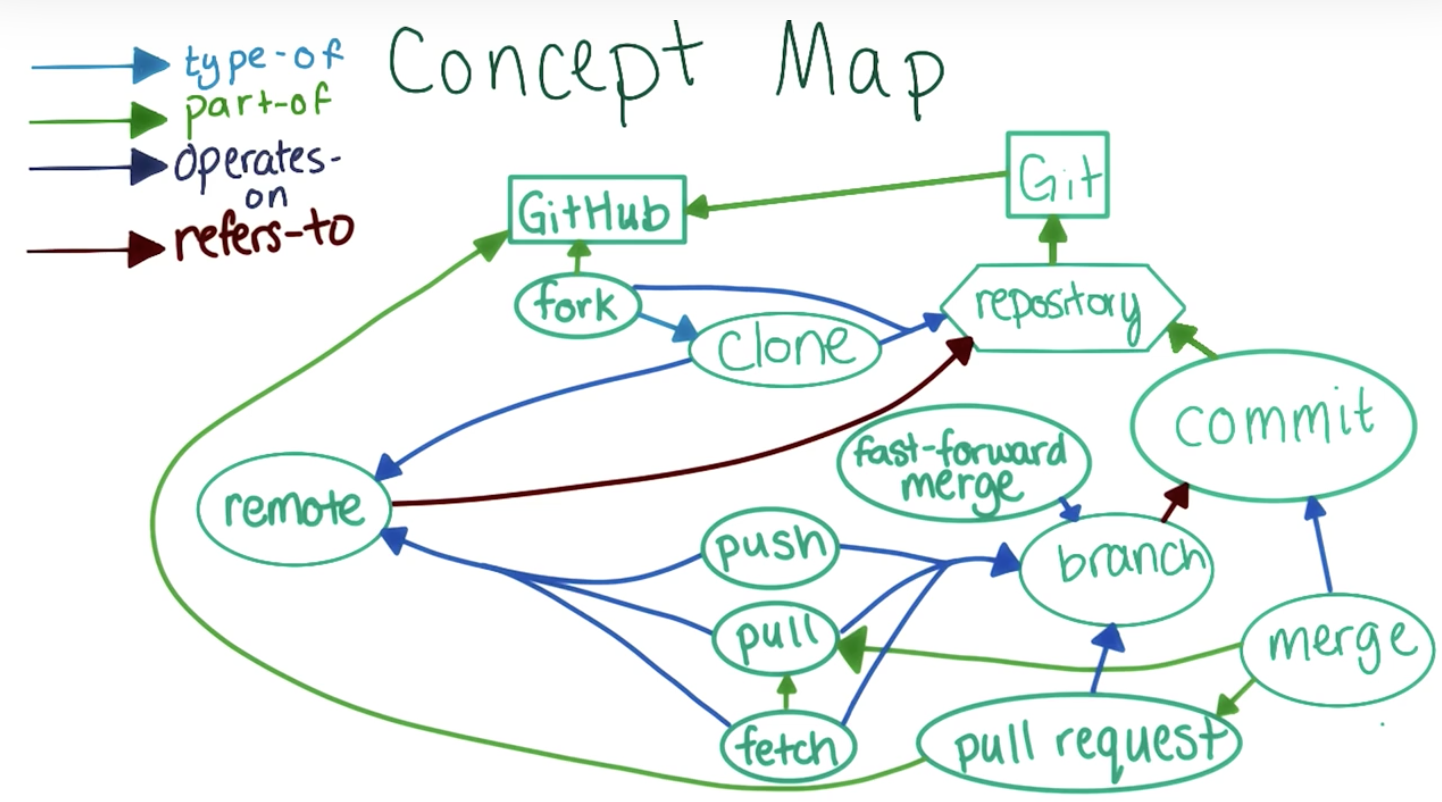 Concept Map
type-of
part-of
operates-
on
refers-to
Git
GitHub
fork
repository
clone
commit
fast-forward
merge
remote
push
branch
pull
merge
fetch
pull request